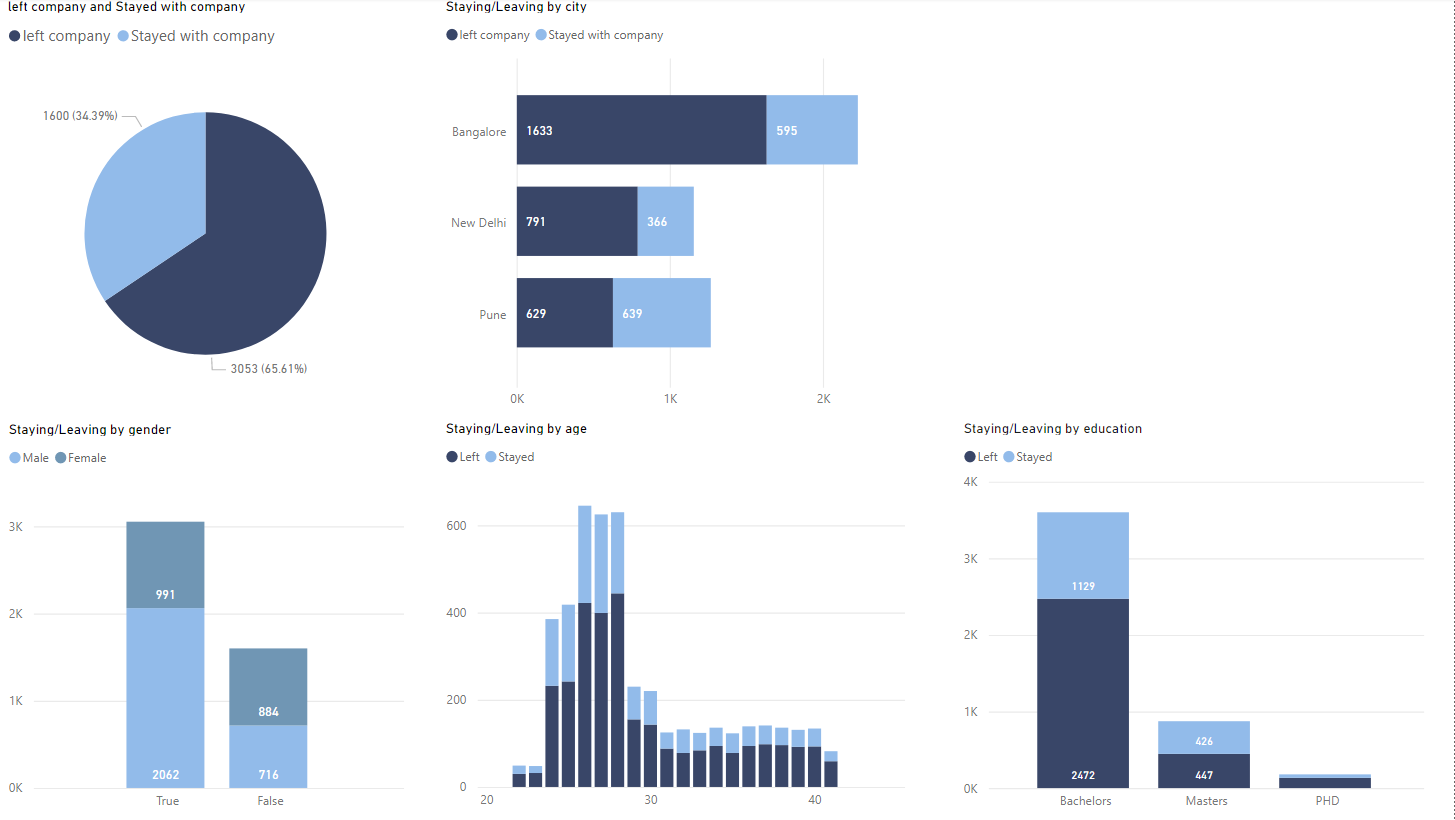 left company and Stayed with company
left company Stayed with company
1600 (34.39%)
3053 (65.61%)
Staying/Leaving by city
left company Stayed with company
Bangalore 1633 595
New Delhi 791 366
Pune 629 639
0K 1K 2K
Staying/Leaving by gender
Male Female
3K
2K
1K
0K
991
2062
884
716
True False
Staying/Leaving by age
Left Stayed
600
400
200
0
20 30 40
Staying/Leaving by education
Left Stayed
4K
3K
2K
1K
0K
1129
2472
426
447
Bachelors Masters PHD